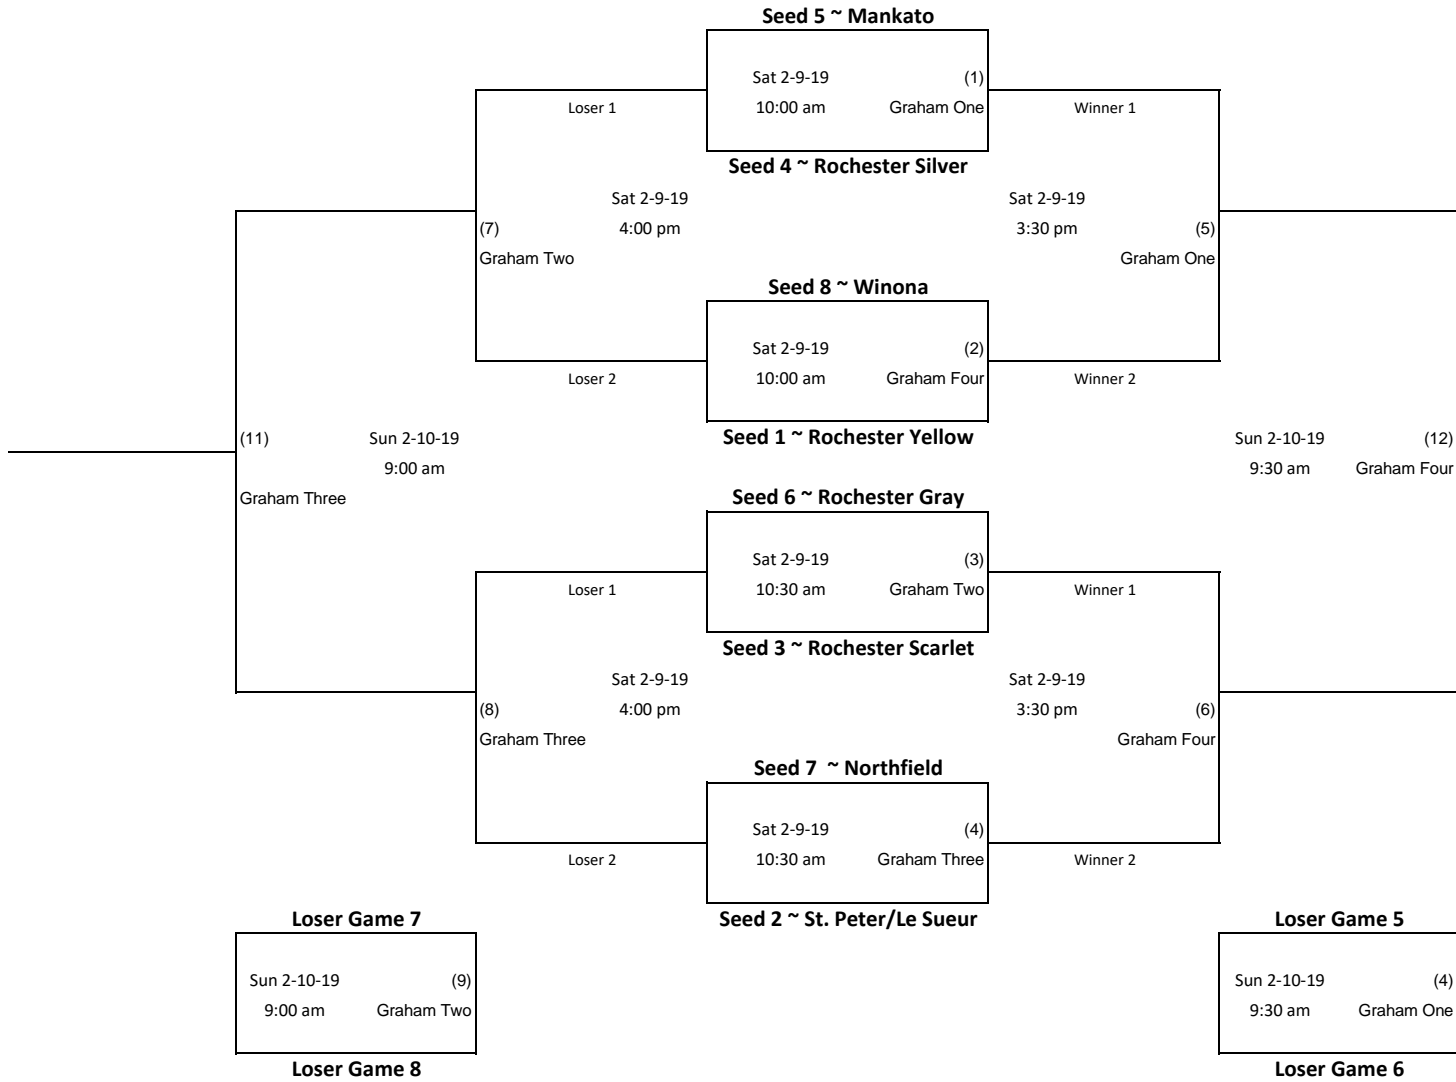 Seed 5 ~ Mankato
Sat 2-9-19 (1)
Loser 1 10:00 am Graham One Winner 1
Seed 4 ~ Rochester Silver
Sat 2-9-19 Sat 2-9-19
(7) 4:00 pm 3:30 pm (5)
Graham Two Graham One
Seed 8 ~ Winona
Sat 2-9-19 (2)
Loser 2 10:00 am Graham Four Winner 2
(11) Sun 2-10-19 Seed 1 ~ Rochester Yellow Sun 2-10-19 (12)
9:00 am 9:30 am Graham Four
Graham Three Seed 6 ~ Rochester Gray
Sat 2-9-19 (3)
Loser 1 10:30 am Graham Two Winner 1
Seed 3 ~ Rochester Scarlet
Sat 2-9-19 Sat 2-9-19
(8) 4:00 pm 3:30 pm (6)
Graham Three Graham Four
Seed 7 ~ Northfield
Sat 2-9-19 (4)
Loser 2 10:30 am Graham Three Winner 2
Loser Game 7 Seed 2 ~ St. Peter/Le Sueur Loser Game 5
Sun 2-10-19 (9) Sun 2-10-19 (4)
9:00 am Graham Two 9:30 am Graham One
Loser Game 8 Loser Game 6